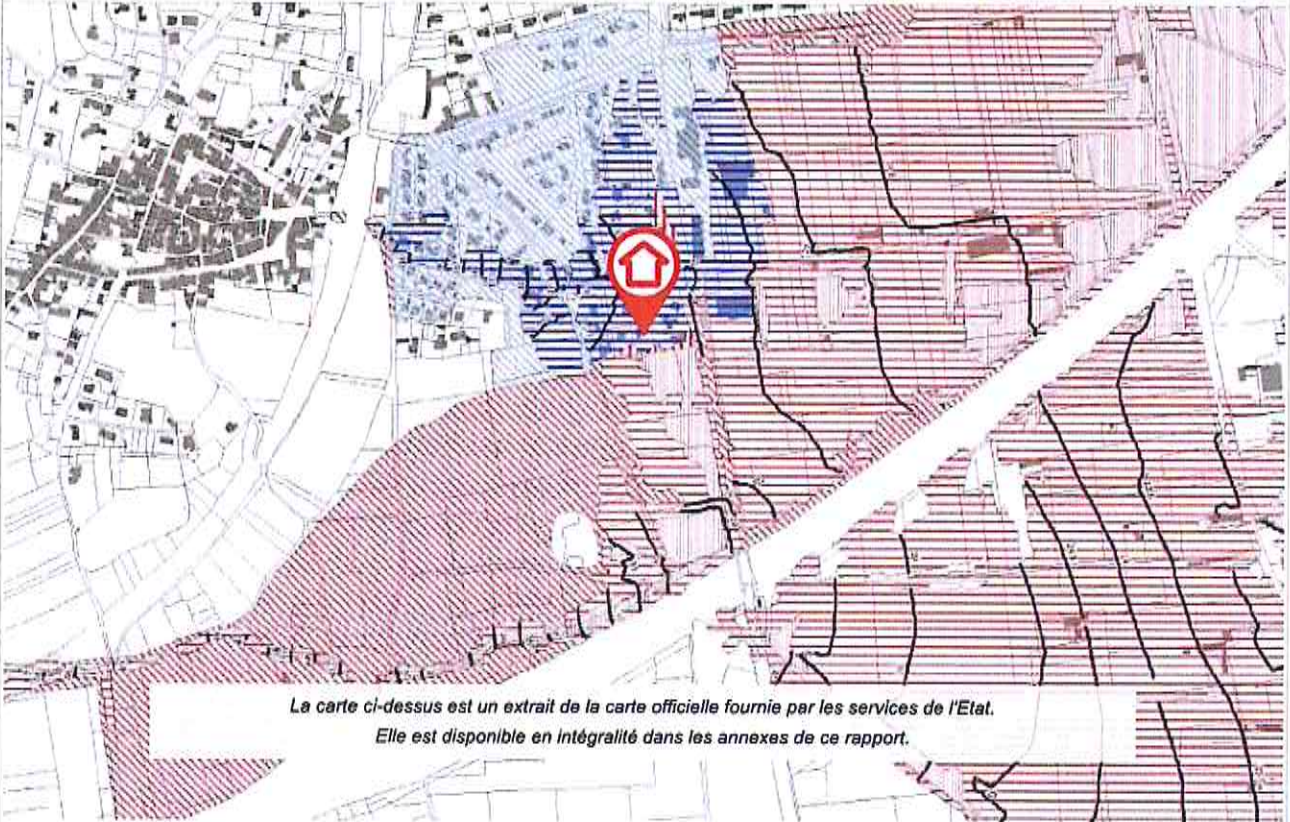 La carte ci-dessus est un extrait de la carte officielle fournie par les services de l'Etat.
Elle est disponible en intégralité dans les annexes de ce rapport.